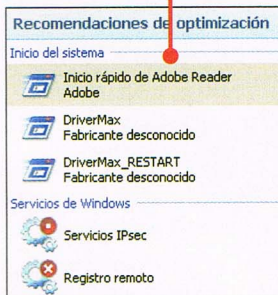 Recomendaciones de optimización
Inicio del sistema
Inicio rápido de Adobe Reader
Adobe
DriverMax
Fabricante desconocido
DriverMax_RESTART
Fabricante desconocido
Servicios de Windows
Servicios IPsec
Registro remoto